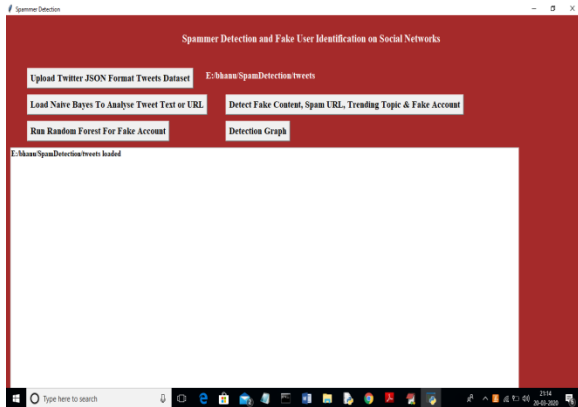 Spammer Detection
Spammer Detection and Fake User Identification on Social Networks
Upload Twitter JSON Format Tweets Dataset
E:/bhanu/SpamDetection/tweets
Load Naive Bayes To Analyse Tweet Text or URL
Detect Fake Content, Spam URL, Trending Topic & Fake Account
Run Random Forest For Fake Account
Detection Graph
E:/bhanu/SpamDetection/tweets loaded
Type here to search
21:14
20-03-2020